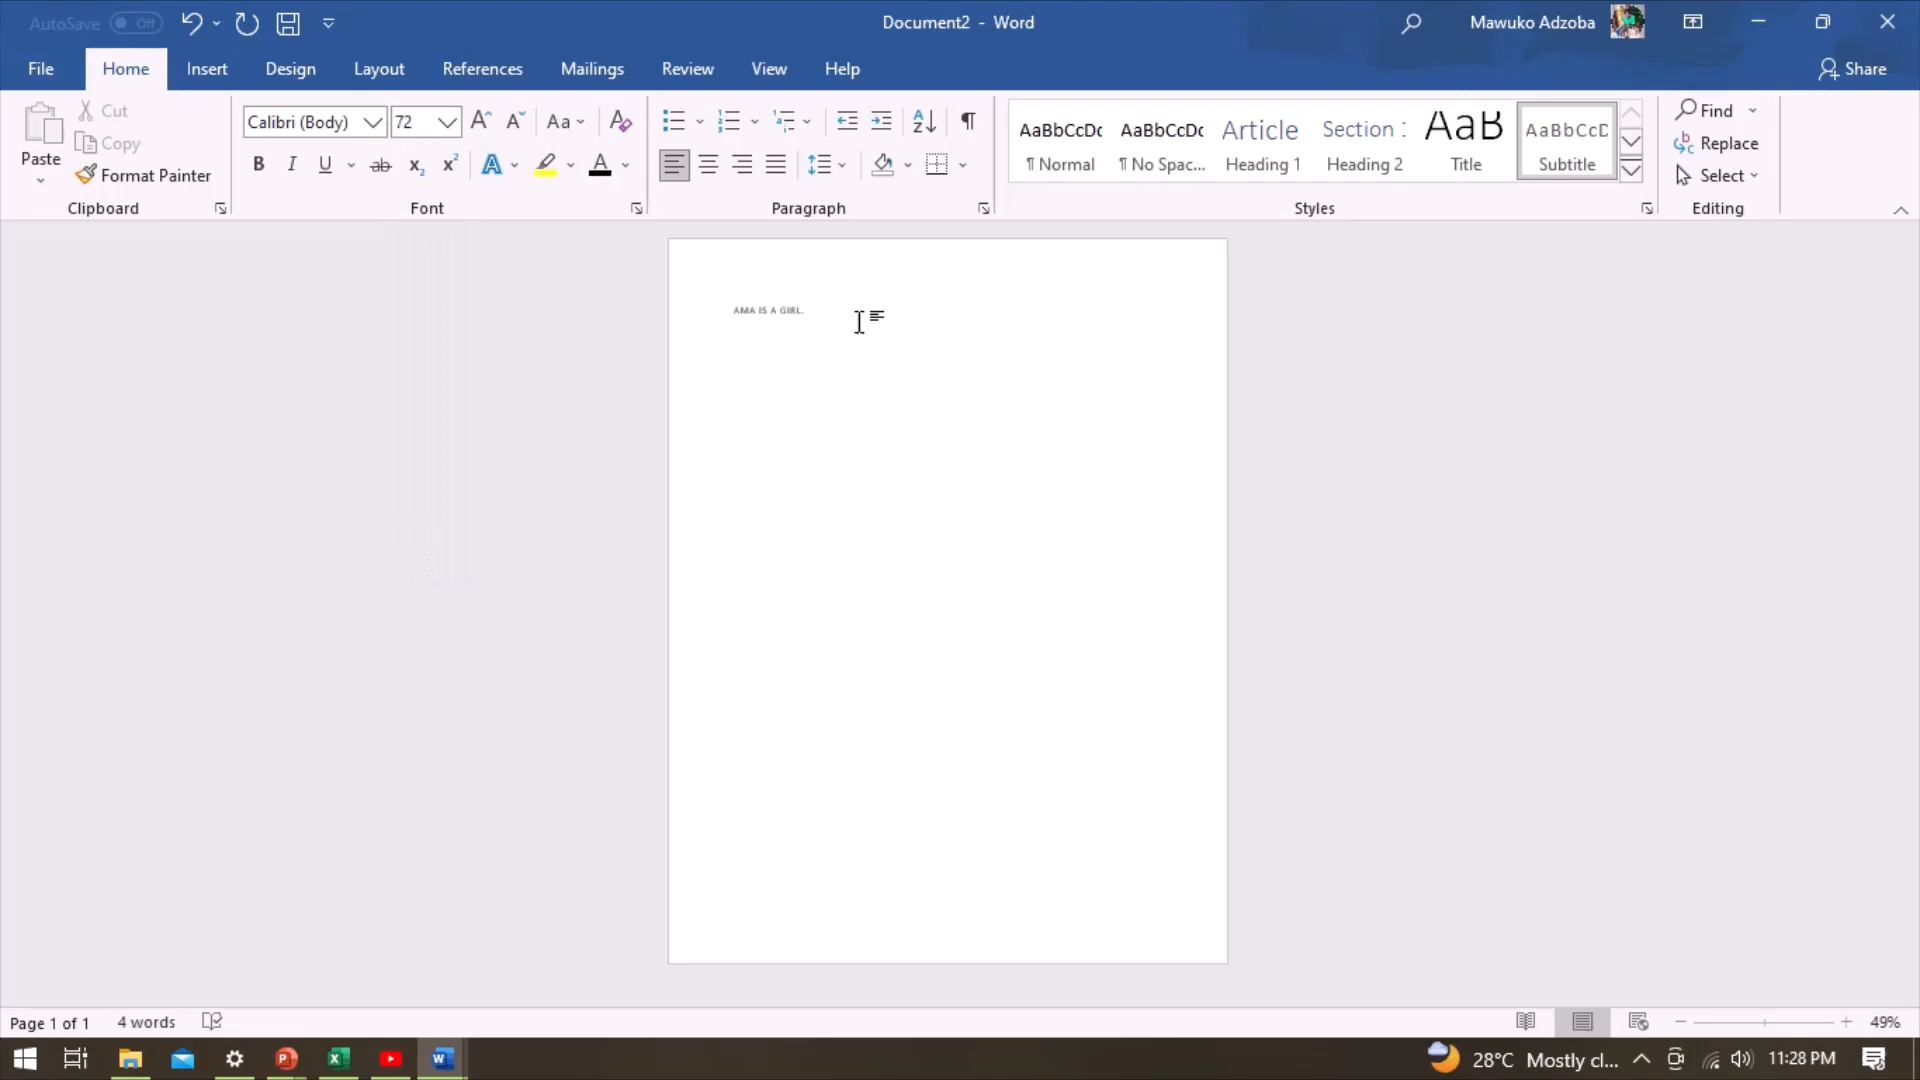 AutoSave Off Document2 - Word Mawuko Adzoba
File Home Insert Design Layout References Mailings Review View Help Share
Paste
Cut
Copy
Format Painter
Clipboard
Calibri (Body) 72
Font
Paragraph
AaBbCcDc AaBbCcDc Article Section 1 AaB AaBbCcD
¶ Normal ¶ No Spac... Heading 1 Heading 2 Title Subtitle
Styles
Find
Replace
Select
Editing
AMA IS A GIRL.
Page 1 of 1 4 words 49%
28°C Mostly cl... 11:28 PM